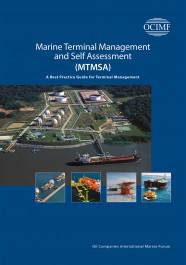 OCIMF
Marine Terminal Management
and Self Assessment
(MTMSA)
A Best Practice Guide for Terminal Management
Oil Companies International Marine Forum